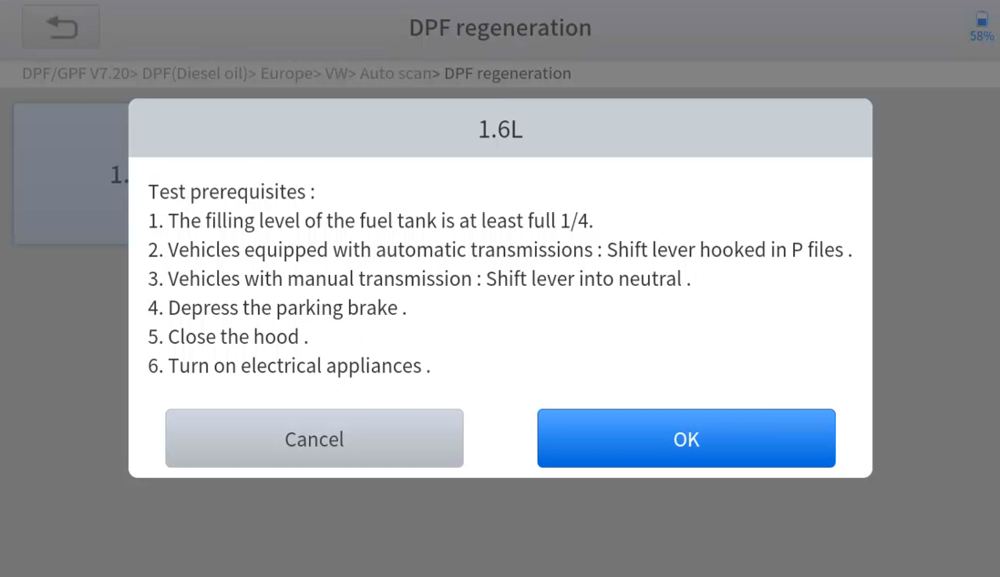 DPF regeneration
58%
DPF/GPF V7.20> DPF(Diesel oil)> Europe> VW> Auto scan> DPF regeneration
1.
1.6L
Test prerequisites :
1. The filling level of the fuel tank is at least full 1/4.
2. Vehicles equipped with automatic transmissions : Shift lever hooked in P files .
3. Vehicles with manual transmission : Shift lever into neutral .
4. Depress the parking brake .
5. Close the hood .
6. Turn on electrical appliances .
Cancel
OK